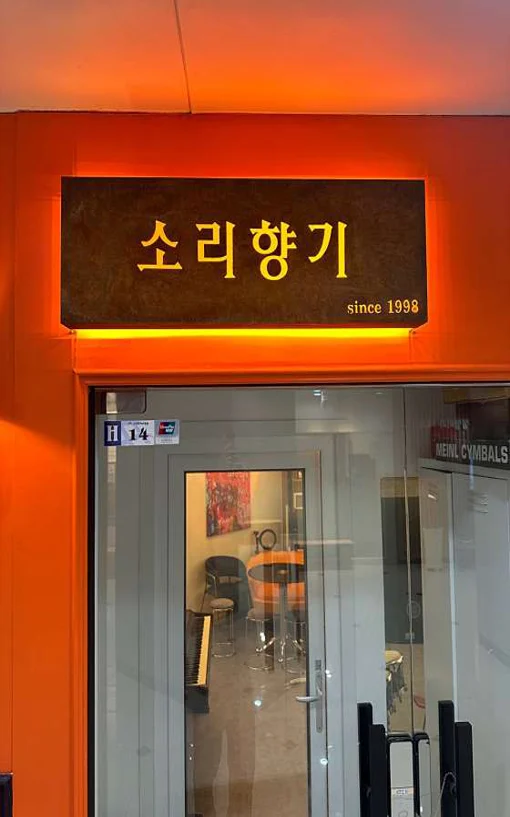 소리향기
since 1998
14
MEINL CYMBALS